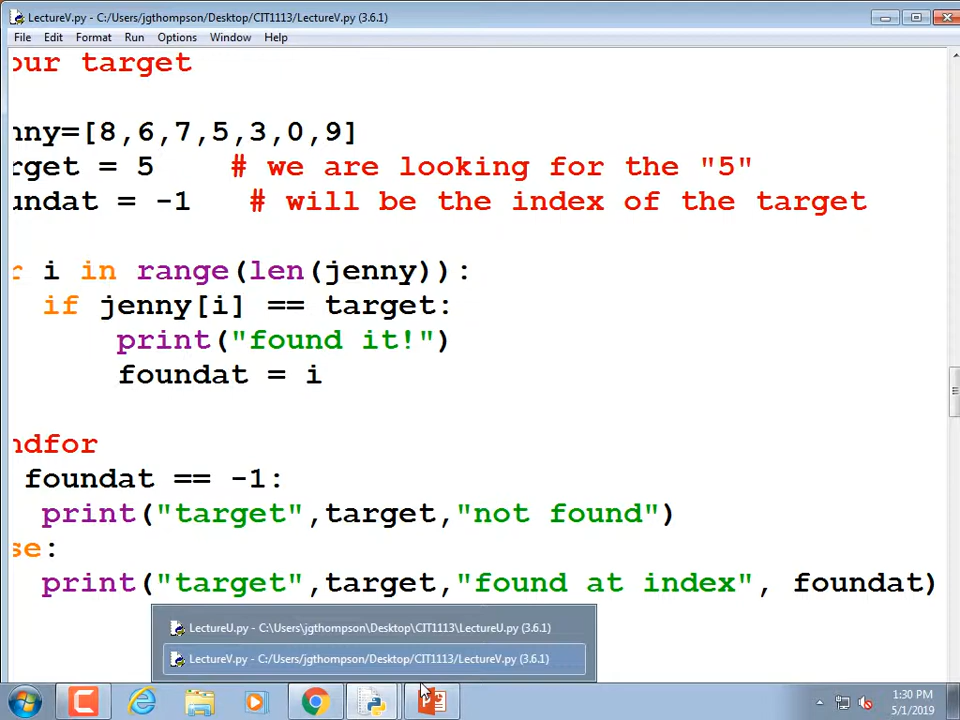 LectureV.py - C:/Users/jgthompson/Desktop/CIT1113/LectureV.py (3.6.1)
File Edit Format Run Options Window Help
our target
nny=[8,6,7,5,3,0,9]
rget = 5 # we are looking for the "5"
undat = -1 # will be the index of the target
r i in range(len(jenny)):
if jenny[i] == target:
print("found it!")
foundat = i
ndfor
foundat == -1:
print("target",target,"not found")
se:
print("target",target,"found at index", foundat)
LectureU.py - C:\Users\jgthompson\Desktop\CIT1113\LectureU.py (3.6.1)
LectureV.py - C:/Users/jgthompson/Desktop/CIT1113/LectureV.py (3.6.1)
1:30 PM
5/1/2019